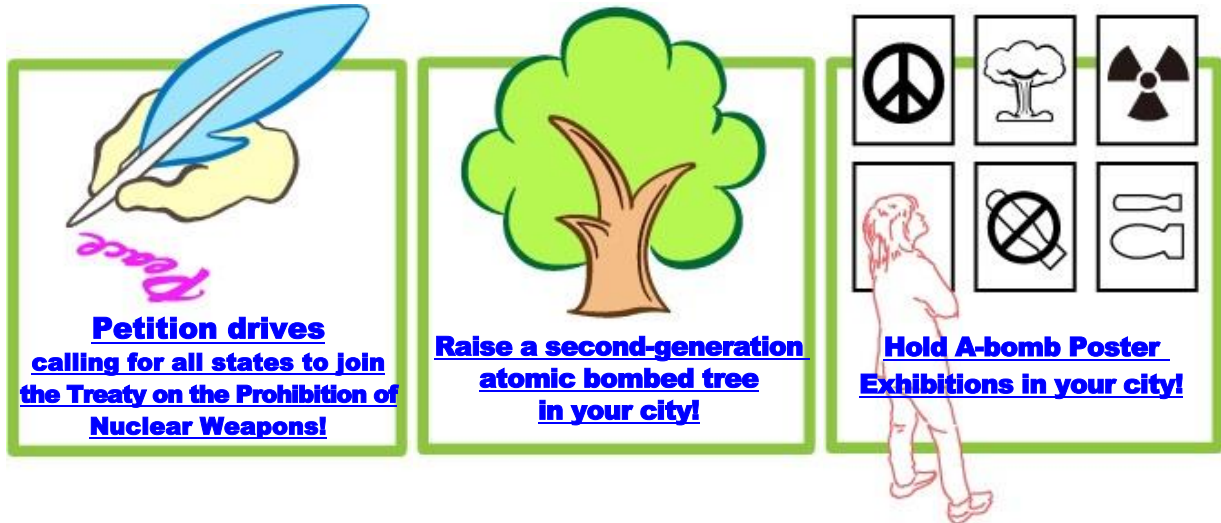 Peace
Petition drives
calling for all states to join
the Treaty on the Prohibition of
Nuclear Weapons!
Raise a second-generation
atomic bombed tree
in your city!
Hold A-bomb Poster
Exhibitions in your city!